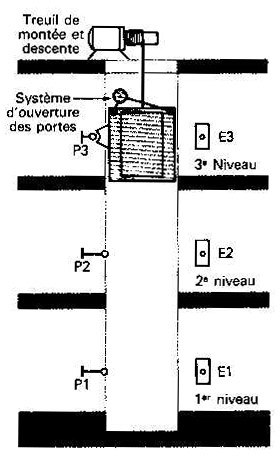 Treuil de
montée et
descente
Système
d'ouverture
des portes
P3
E3
3e Niveau
P2
E2
2e niveau
P1
E1
1er niveau